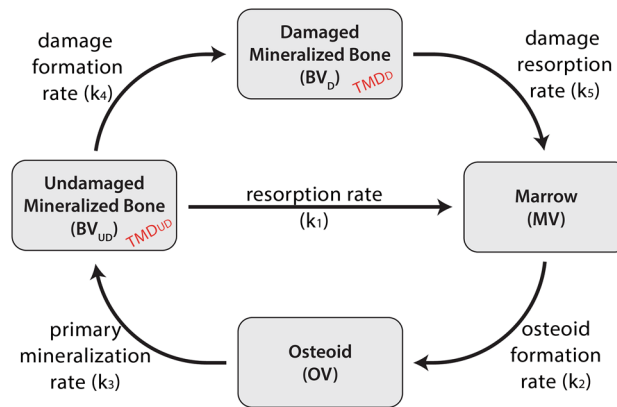 damage
formation
rate (k4)
Damaged
Mineralized Bone
(BVD)
TMDD
damage
resorption
rate (k5)
Undamaged
Mineralized Bone
(BVUD)
TMDUD
resorption rate
(k1)
Marrow
(MV)
primary
mineralization
rate (k3)
Osteoid
(OV)
osteoid
formation
rate (k2)